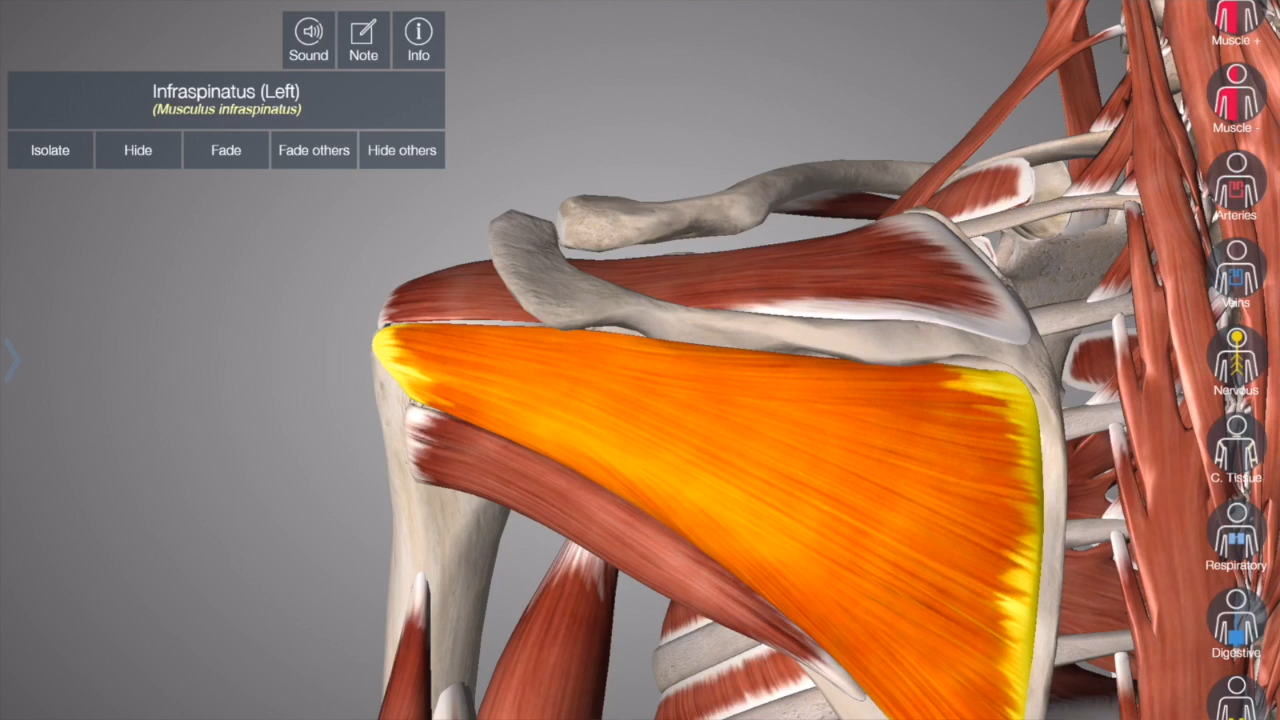 Sound Note Info
Infraspinatus (Left)
(Musculus infraspinatus)
Isolate Hide Fade Fade others Hide others
Muscle +
Muscle -
Arteries
Veins
Nervous
C. Tissue
Respiratory
Digestive